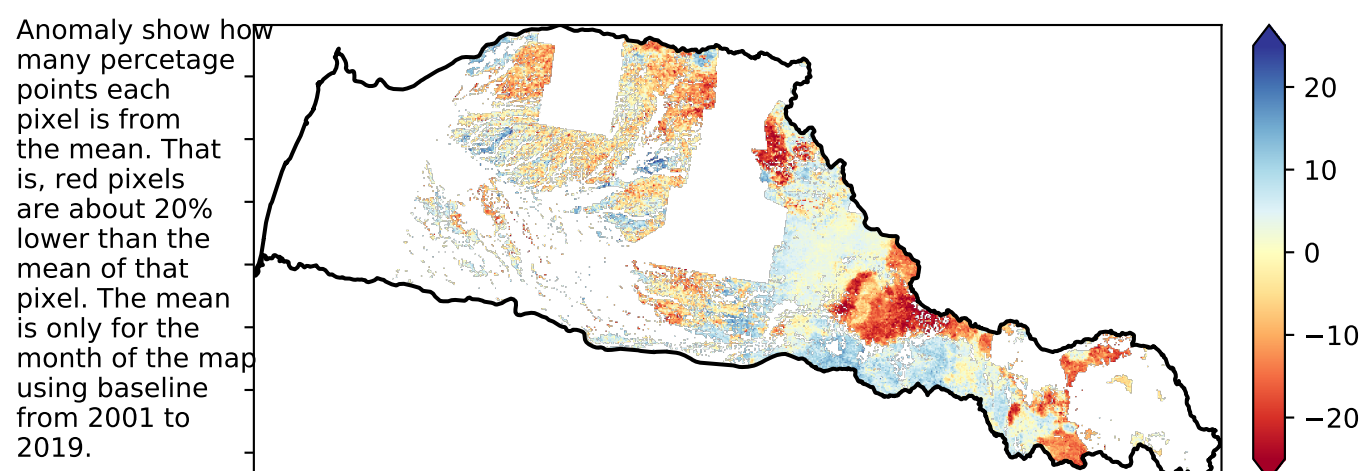 Anomaly show how
many percetage
points each
pixel is from
the mean. That
is, red pixels
are about 20%
lower than the
mean of that
pixel. The mean
is only for the
month of the map
using baseline
from 2001 to
2019.
20
10
0
−10
−20